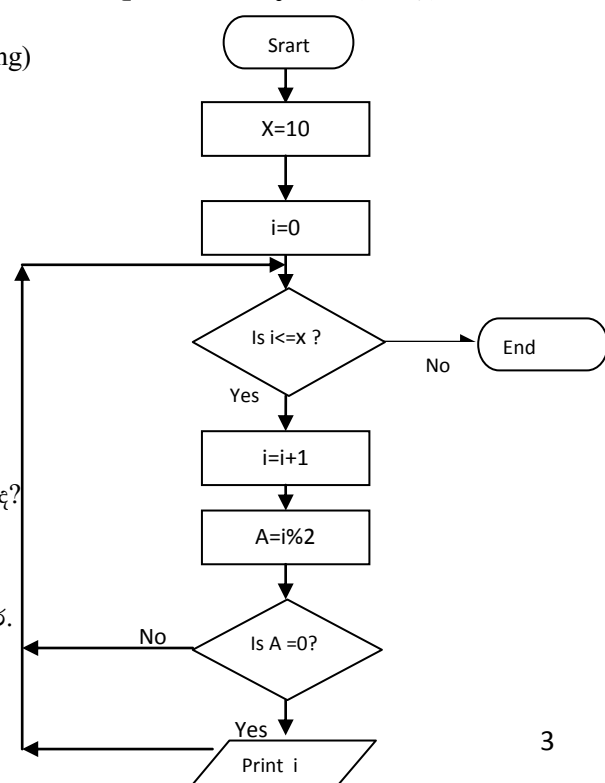 ng)
Srart
X=10
i=0
Is i<=x ?
End
No
Yes
i=i+1
A=i%2
Is A =0?
No
Yes
Print i
3